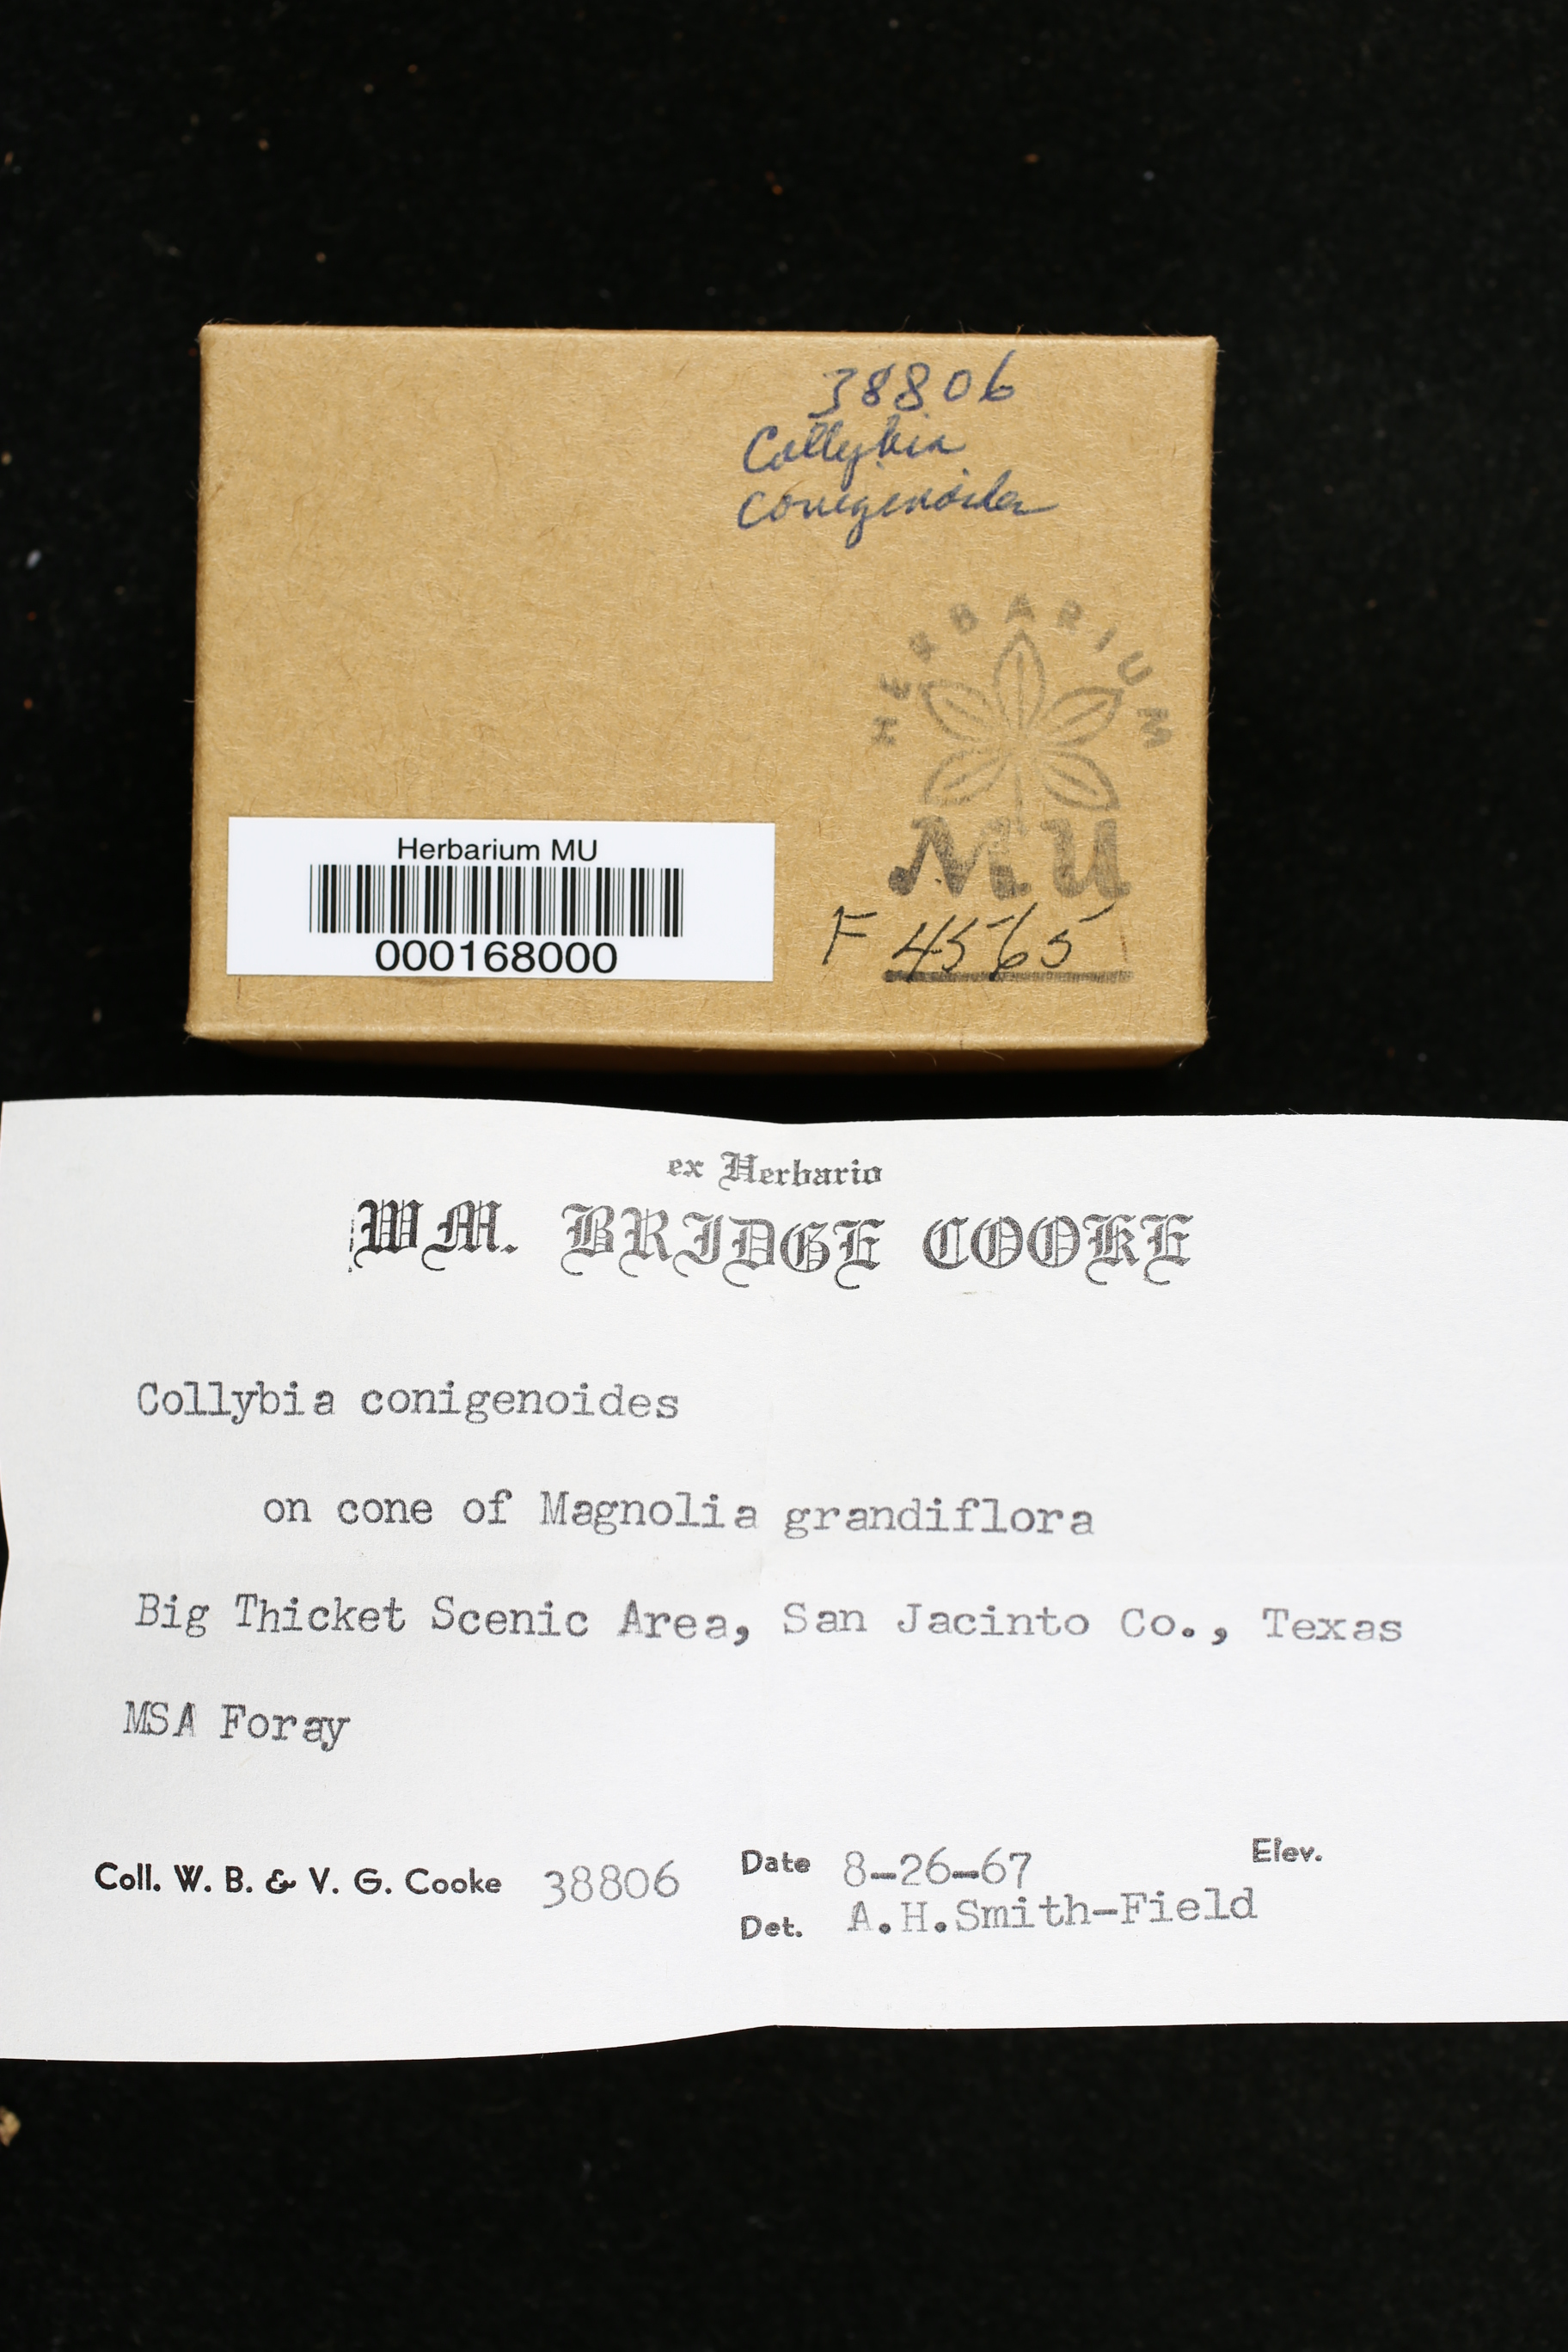 38806
Collybia
conigenoides
HERBARIUM
MU
F 4565
Herbarium MU
000168000
ex Herbario
WM. BRIDGE COOKE
Collybia conigenoides
on cone of Magnolia grandiflora
Big Thicket Scenic Area, San Jacinto Co., Texas
MSA Foray
Coll. W. B. & V. G. Cooke 38806 Date 8-26-67 Elev.
Det. A.H.Smith-Field